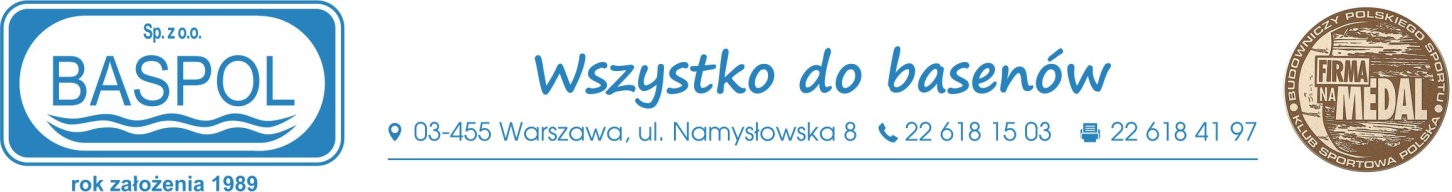 Sp. z o.o.
BASPOL
rok założenia 1989
Wszystko do basenów
03-455 Warszawa, ul. Namysłowska 8 22 618 15 03 22 618 41 97
BUDOWNICZY POLSKIEGO SPORTU
FIRMA
NA MEDAL
KLUB SPORTOWA POLSKA